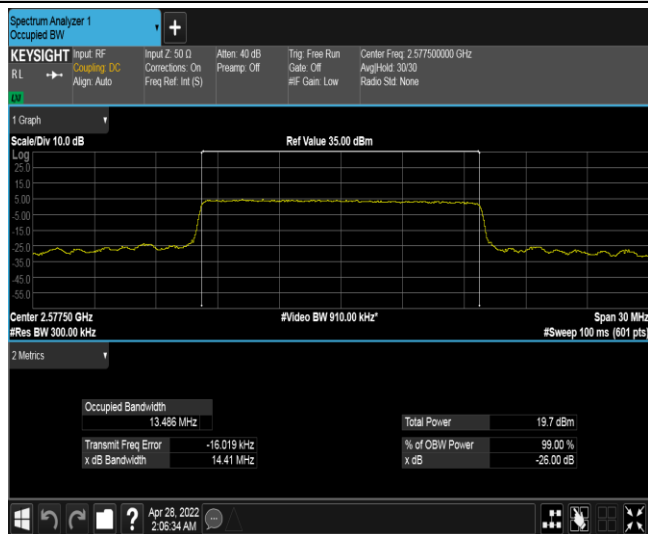 Spectrum Analyzer 1
Occupied BW
KEYSIGHT
RL
Input: RF
Coupling: DC
Align: Auto
Input Z: 50 Ω
Corrections: On
Freq Ref: Int (S)
Atten: 40 dB
Preamp: Off
Trig: Free Run
Gate: Off
#IF Gain: Low
Center Freq: 2.577500000 GHz
Avg|Hold: 30/30
Radio Std: None
1 Graph
Scale/Div 10.0 dB
Ref Value 35.00 dBm
Log
25.0
15.0
5.00
-5.00
-15.0
-25.0
-35.0
-45.0
-55.0
Center 2.57750 GHz
#Video BW 910.00 kHz*
Span 30 MHz
#Res BW 300.00 kHz
#Sweep 100 ms (601 pts)
2 Metrics
Occupied Bandwidth
13.486 MHz
Total Power 19.7 dBm
Transmit Freq Error -16.019 kHz
% of OBW Power 99.00 %
x dB Bandwidth 14.41 MHz
x dB -26.00 dB
?
Apr 28, 2022
2:06:34 AM